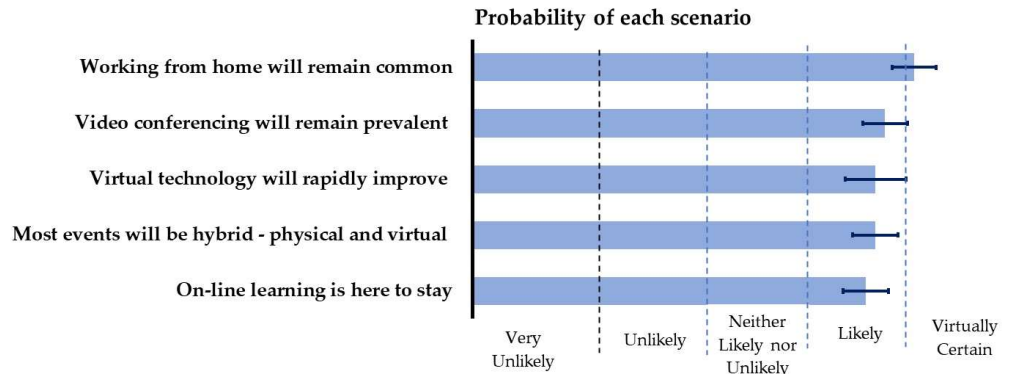 Probability of each scenario
Working from home will remain common
Video conferencing will remain prevalent
Virtual technology will rapidly improve
Most events will be hybrid - physical and virtual
On-line learning is here to stay
Very
Unlikely
Unlikely
Neither
Likely nor
Unlikely
Likely
Virtually
Certain